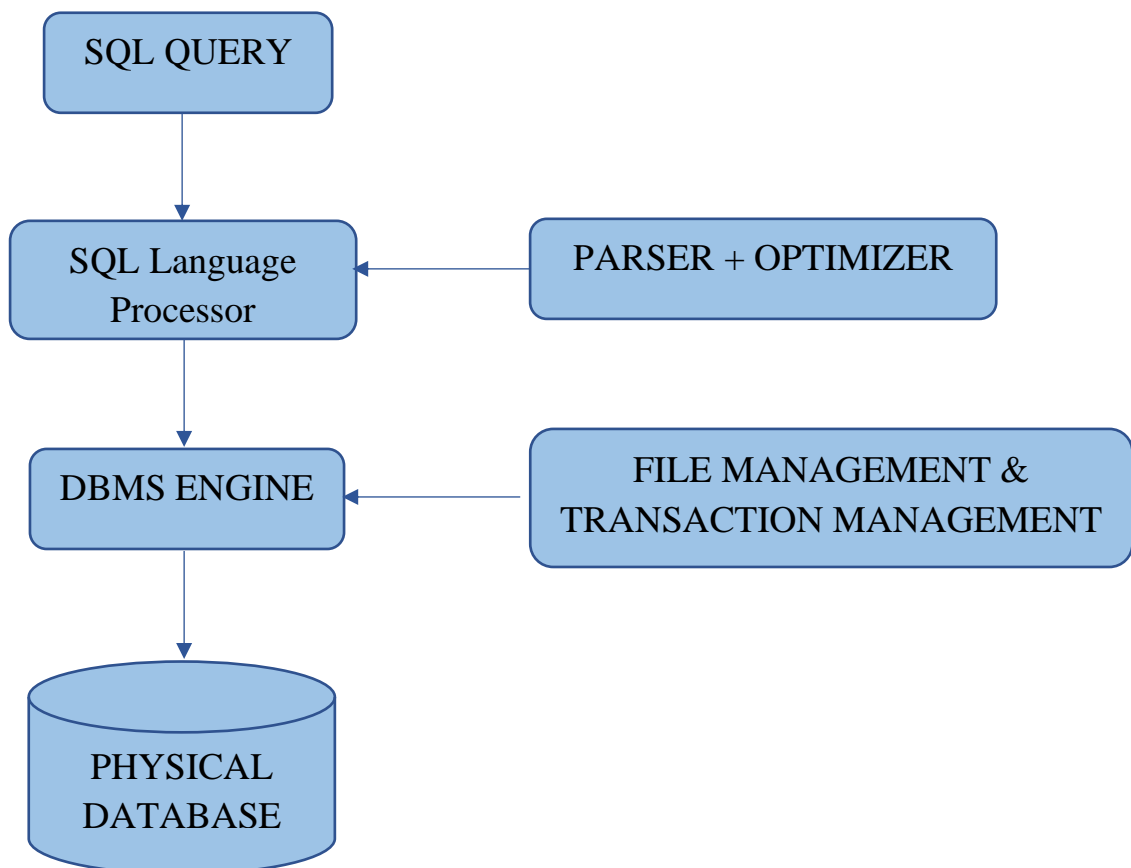 SQL QUERY
SQL Language
Processor
PARSER + OPTIMIZER
DBMS ENGINE
FILE MANAGEMENT &
TRANSACTION MANAGEMENT
PHYSICAL
DATABASE